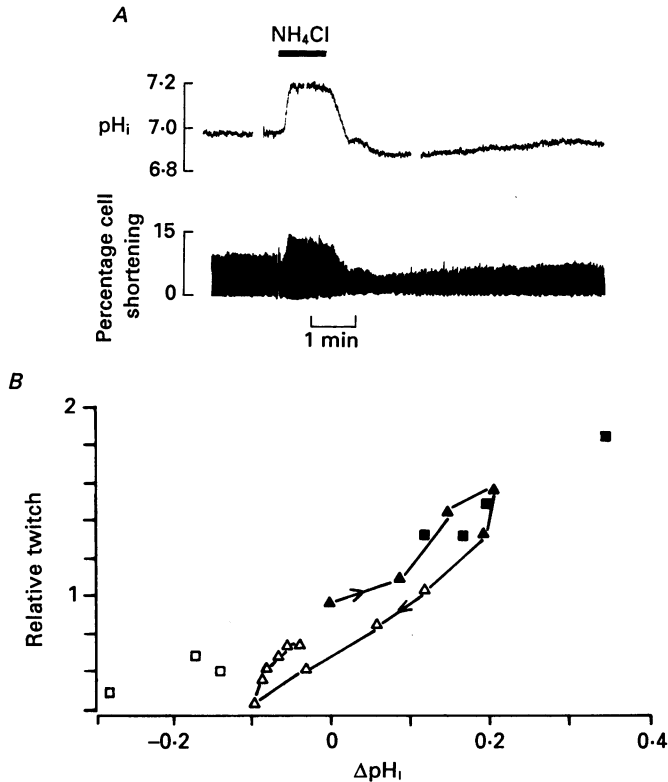 A
NH₄Cl
7·2
pHᵢ
7·0
6·8
Percentage cell
shortening
15
0
1 min
B
2
Relative twitch
1
−0·2
0
0·2
0·4
ΔpHᵢ